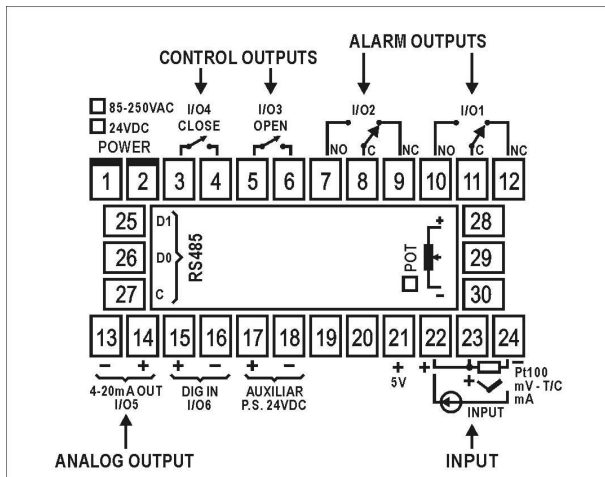 CONTROL OUTPUTS
ALARM OUTPUTS
85-250VAC
24VDC
POWER
I/O4
CLOSE
I/O3
OPEN
I/O2
NO C NC
I/O1
NO C NC
1 2 3 4 5 6 7 8 9 10 11 12
25 D1
26 D0
27 C
RS485
POT
+
−
28
29
30
13 14 15 16 17 18 19 20 21 22 23 24
− + + − + − + + −
4-20mA OUT
I/O5
DIG IN
I/O6
AUXILIAR
P.S. 24VDC
5V
+
Pt100
mV - T/C
mA
INPUT
ANALOG OUTPUT
INPUT